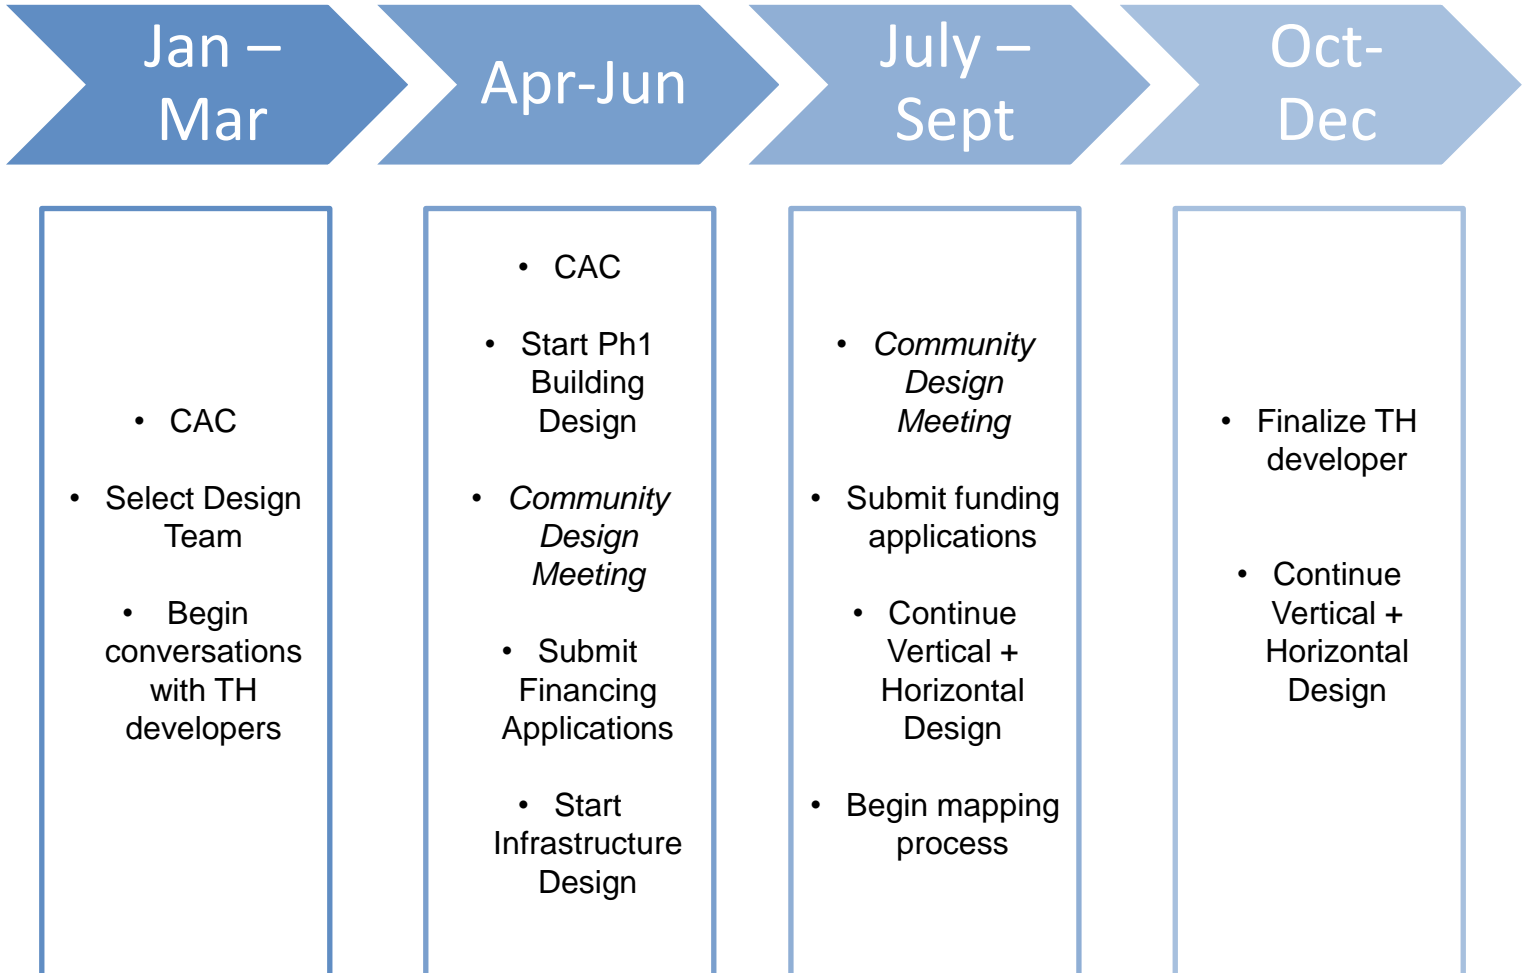 Jan –
Mar
Apr-Jun
July –
Sept
Oct-
Dec
• CAC
• Select Design
Team
• Begin
conversations
with TH
developers
• CAC
• Start Ph1
Building
Design
• Community
Design
Meeting
• Submit
Financing
Applications
• Start
Infrastructure
Design
• Community
Design
Meeting
• Submit funding
applications
• Continue
Vertical +
Horizontal
Design
• Begin mapping
process
• Finalize TH
developer
• Continue
Vertical +
Horizontal
Design